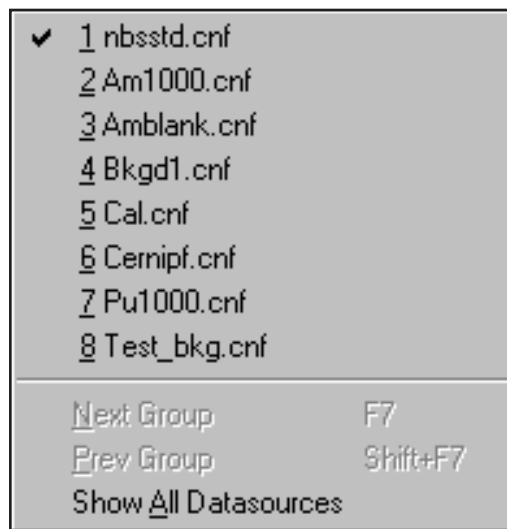 ✓ 1 nbsstd.cnf
2 Am1000.cnf
3 Amblank.cnf
4 Bkgd1.cnf
5 Cal.cnf
6 Cernipf.cnf
7 Pu1000.cnf
8 Test_bkg.cnf
Next Group F7
Prev Group Shift+F7
Show All Datasources